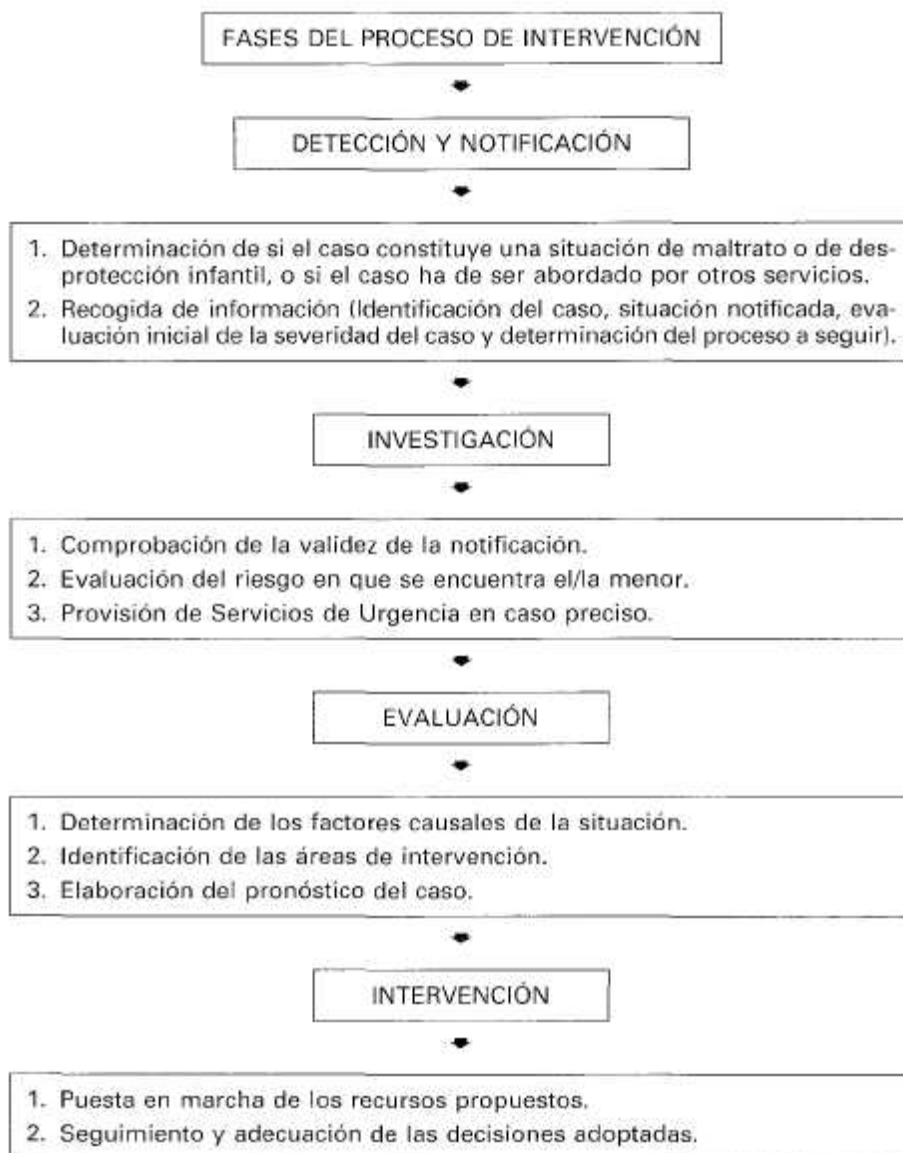 FASES DEL PROCESO DE INTERVENCIÓN
DETECCIÓN Y NOTIFICACIÓN
1. Determinación de si el caso constituye una situación de maltrato o de des-
protección infantil, o si el caso ha de ser abordado por otros servicios.
2. Recogida de información (Identificación del caso, situación notificada, eva-
luación inicial de la severidad del caso y determinación del proceso a seguir).
INVESTIGACIÓN
1. Comprobación de la validez de la notificación.
2. Evaluación del riesgo en que se encuentra el/la menor.
3. Provisión de Servicios de Urgencia en caso preciso.
EVALUACIÓN
1. Determinación de los factores causales de la situación.
2. Identificación de las áreas de intervención.
3. Elaboración del pronóstico del caso.
INTERVENCIÓN
1. Puesta en marcha de los recursos propuestos.
2. Seguimiento y adecuación de las decisiones adoptadas.